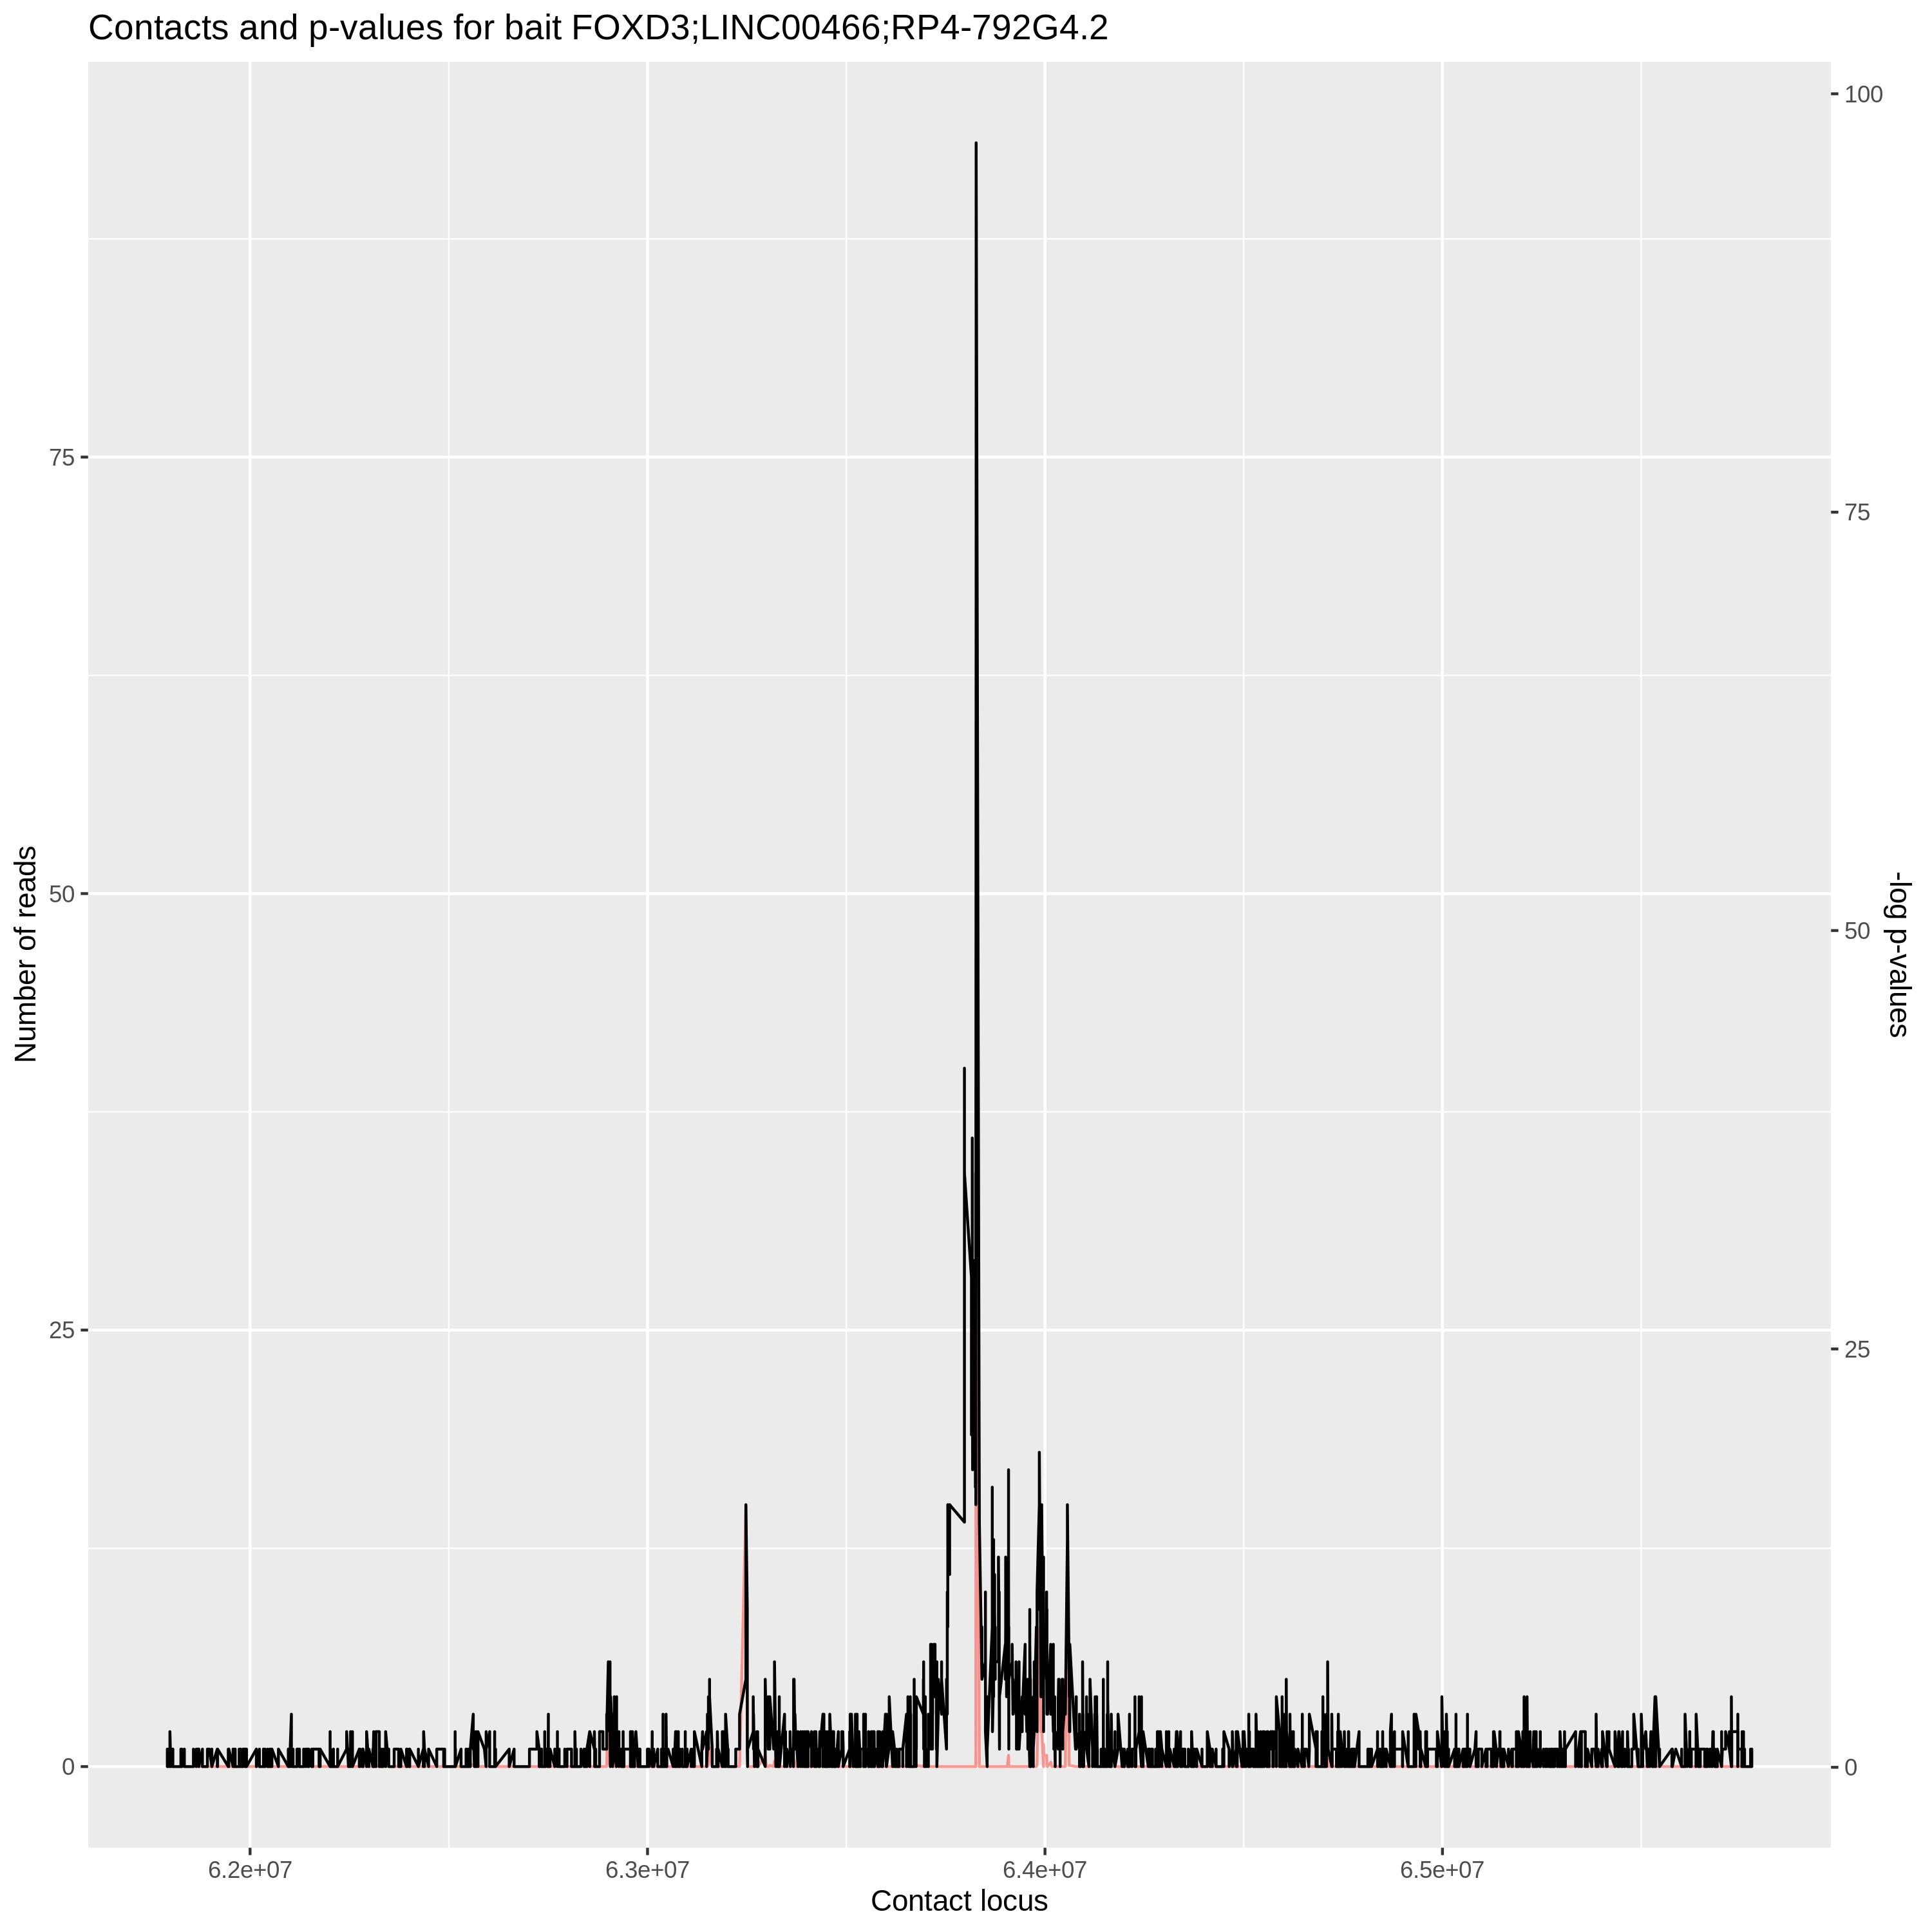 Contacts and p-values for bait FOXD3;LINC00466;RP4-792G4.2
100
75
75
50
50
25
25
0
0
Number of reads
-log p-values
6.2e+07
6.3e+07
6.4e+07
6.5e+07
Contact locus